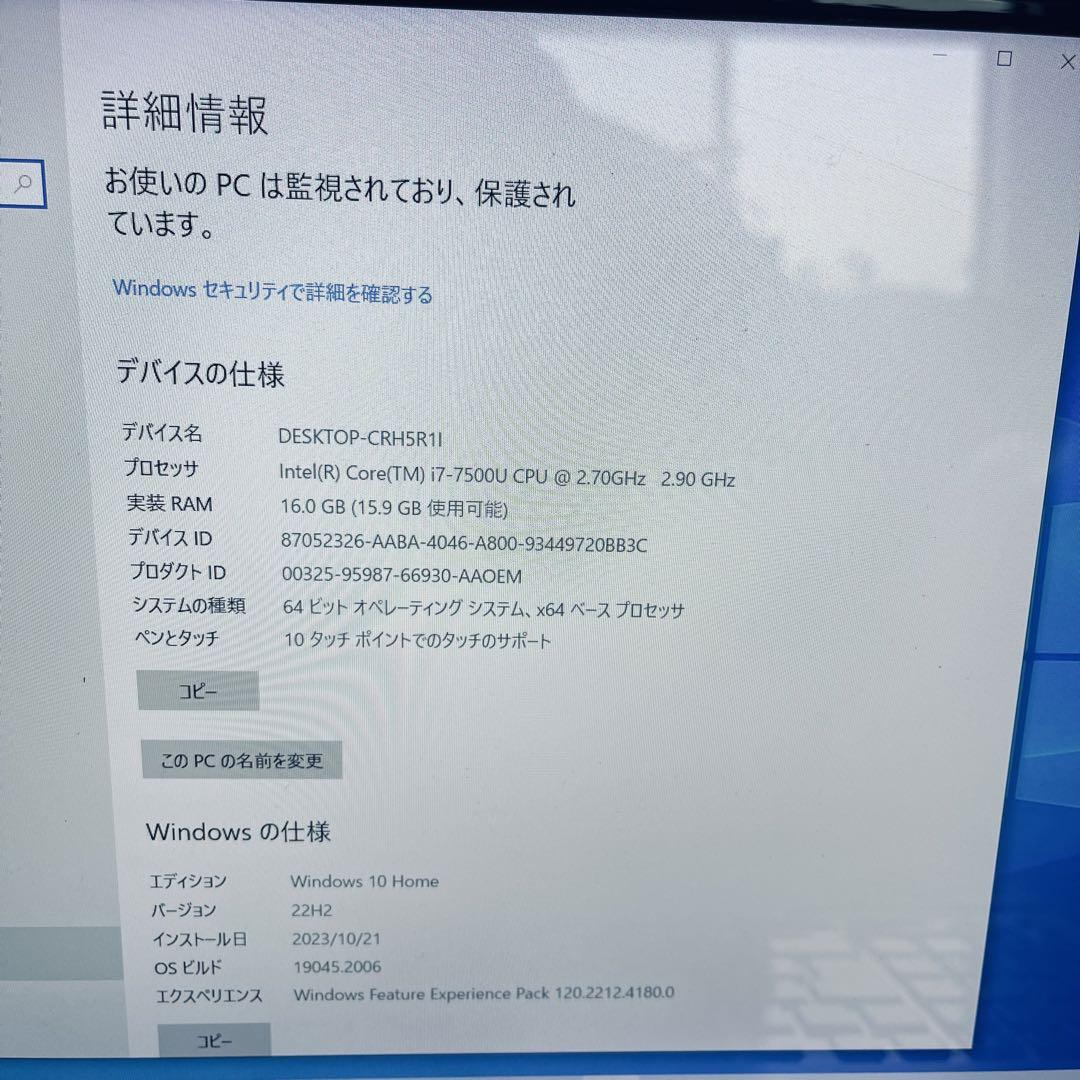 詳細情報
お使いの PC は監視されており、保護され
ています。
Windows セキュリティで詳細を確認する
デバイスの仕様
デバイス名 DESKTOP-CRH5R1I
プロセッサ Intel(R) Core(TM) i7-7500U CPU @ 2.70GHz 2.90 GHz
実装 RAM 16.0 GB (15.9 GB 使用可能)
デバイス ID 87052326-AABA-4046-A800-93449720BB3C
プロダクト ID 00325-95987-66930-AAOEM
システムの種類 64 ビット オペレーティング システム、x64 ベース プロセッサ
ペンとタッチ 10 タッチ ポイントでのタッチのサポート
コピー
この PC の名前を変更
Windows の仕様
エディション Windows 10 Home
バージョン 22H2
インストール日 2023/10/21
OS ビルド 19045.2006
エクスペリエンス Windows Feature Experience Pack 120.2212.4180.0
コピー